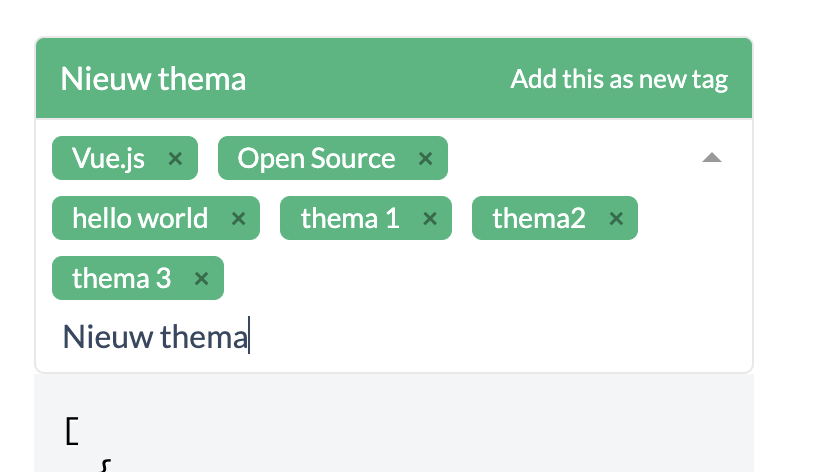 Nieuw thema Add this as new tag
Vue.js × Open Source ×
hello world × thema 1 × thema2 ×
thema 3 ×
Nieuw thema
[
{